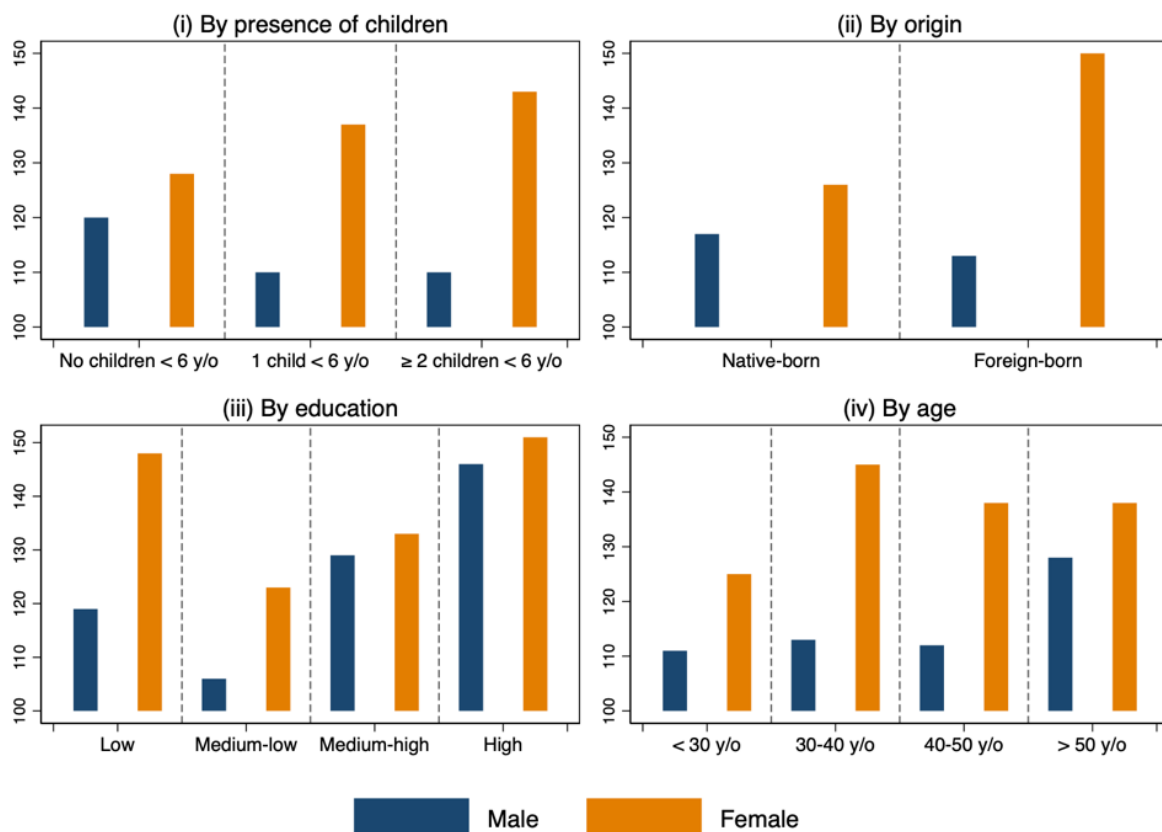 (i) By presence of children
150
140
130
120
110
100
No children < 6 y/o
1 child < 6 y/o
≥ 2 children < 6 y/o
(ii) By origin
150
140
130
120
110
100
Native-born
Foreign-born
(iii) By education
150
140
130
120
110
100
Low
Medium-low
Medium-high
High
(iv) By age
150
140
130
120
110
100
< 30 y/o
30-40 y/o
40-50 y/o
> 50 y/o
Male
Female